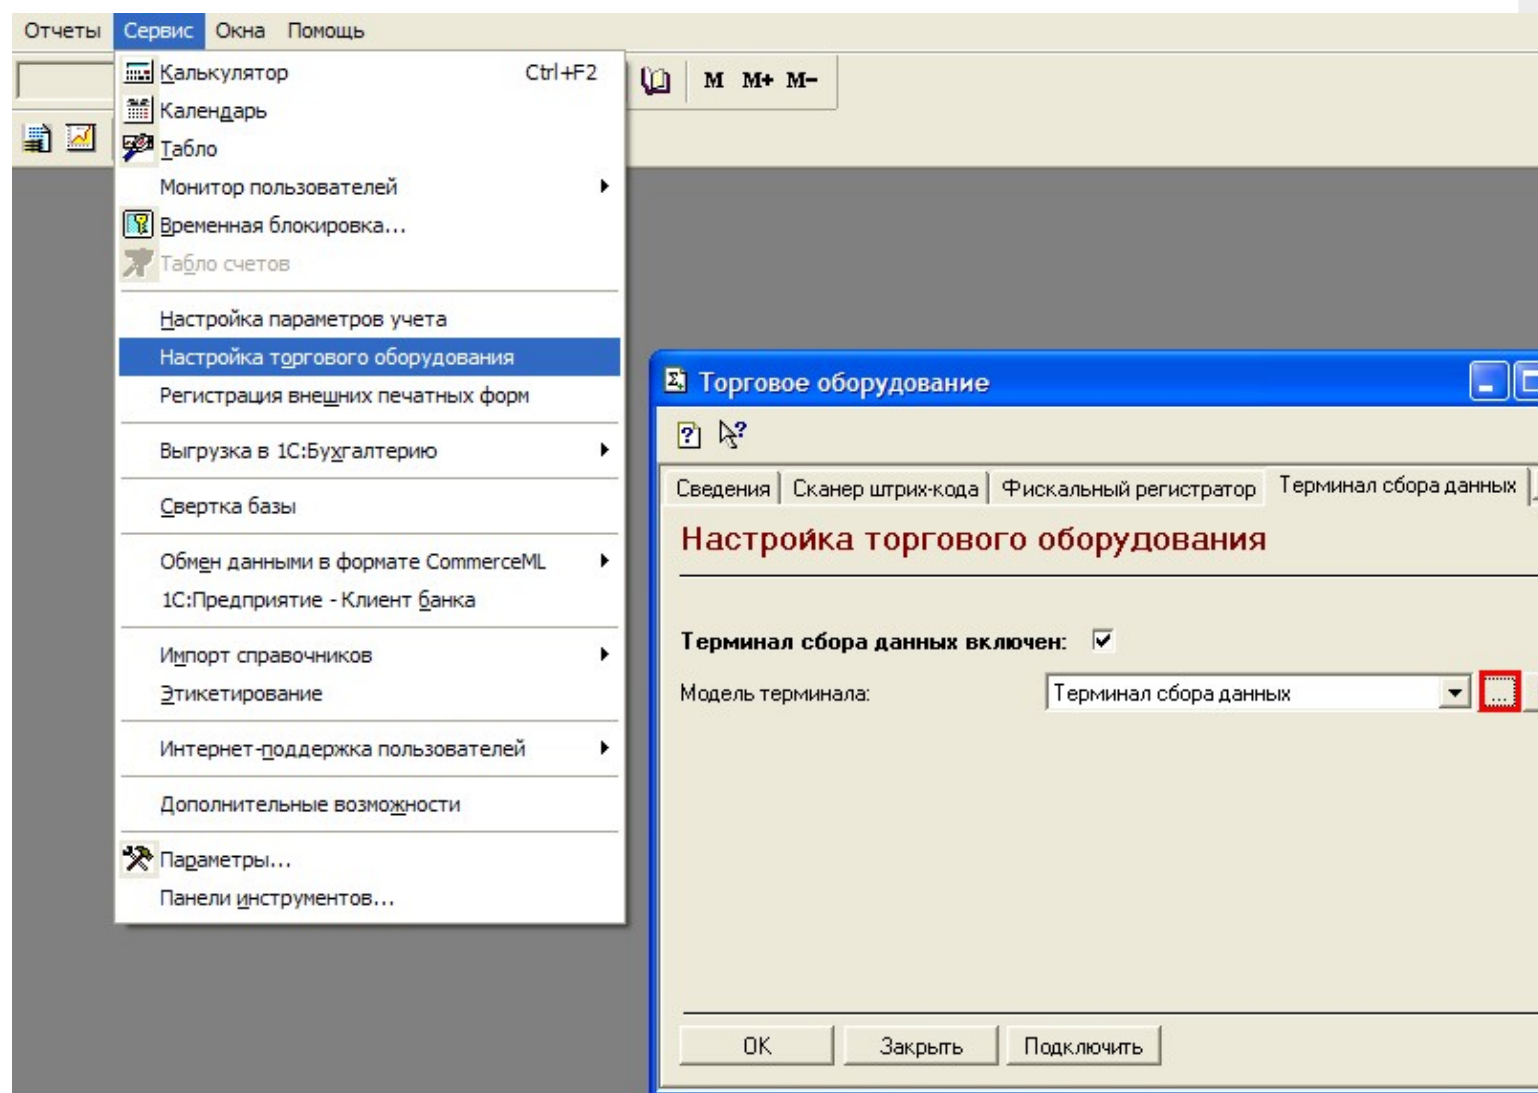 Отчеты Сервис Окна Помощь
Калькулятор Ctrl+F2
M M+ M-
Календарь
Табло
Монитор пользователей
Временная блокировка...
Табло счетов
Настройка параметров учета
Настройка торгового оборудования
Регистрация внешних печатных форм
Выгрузка в 1С:Бухгалтерию
Свертка базы
Обмен данными в формате CommerceML
1С:Предприятие - Клиент банка
Импорт справочников
Этикетирование
Интернет-поддержка пользователей
Дополнительные возможности
Параметры...
Панели инструментов...
Торговое оборудование
Сведения Сканер штрих-кода Фискальный регистратор Терминал сбора данных
Настройка торгового оборудования
Терминал сбора данных включен:
Модель терминала: Терминал сбора данных ...
OK Закрыть Подключить